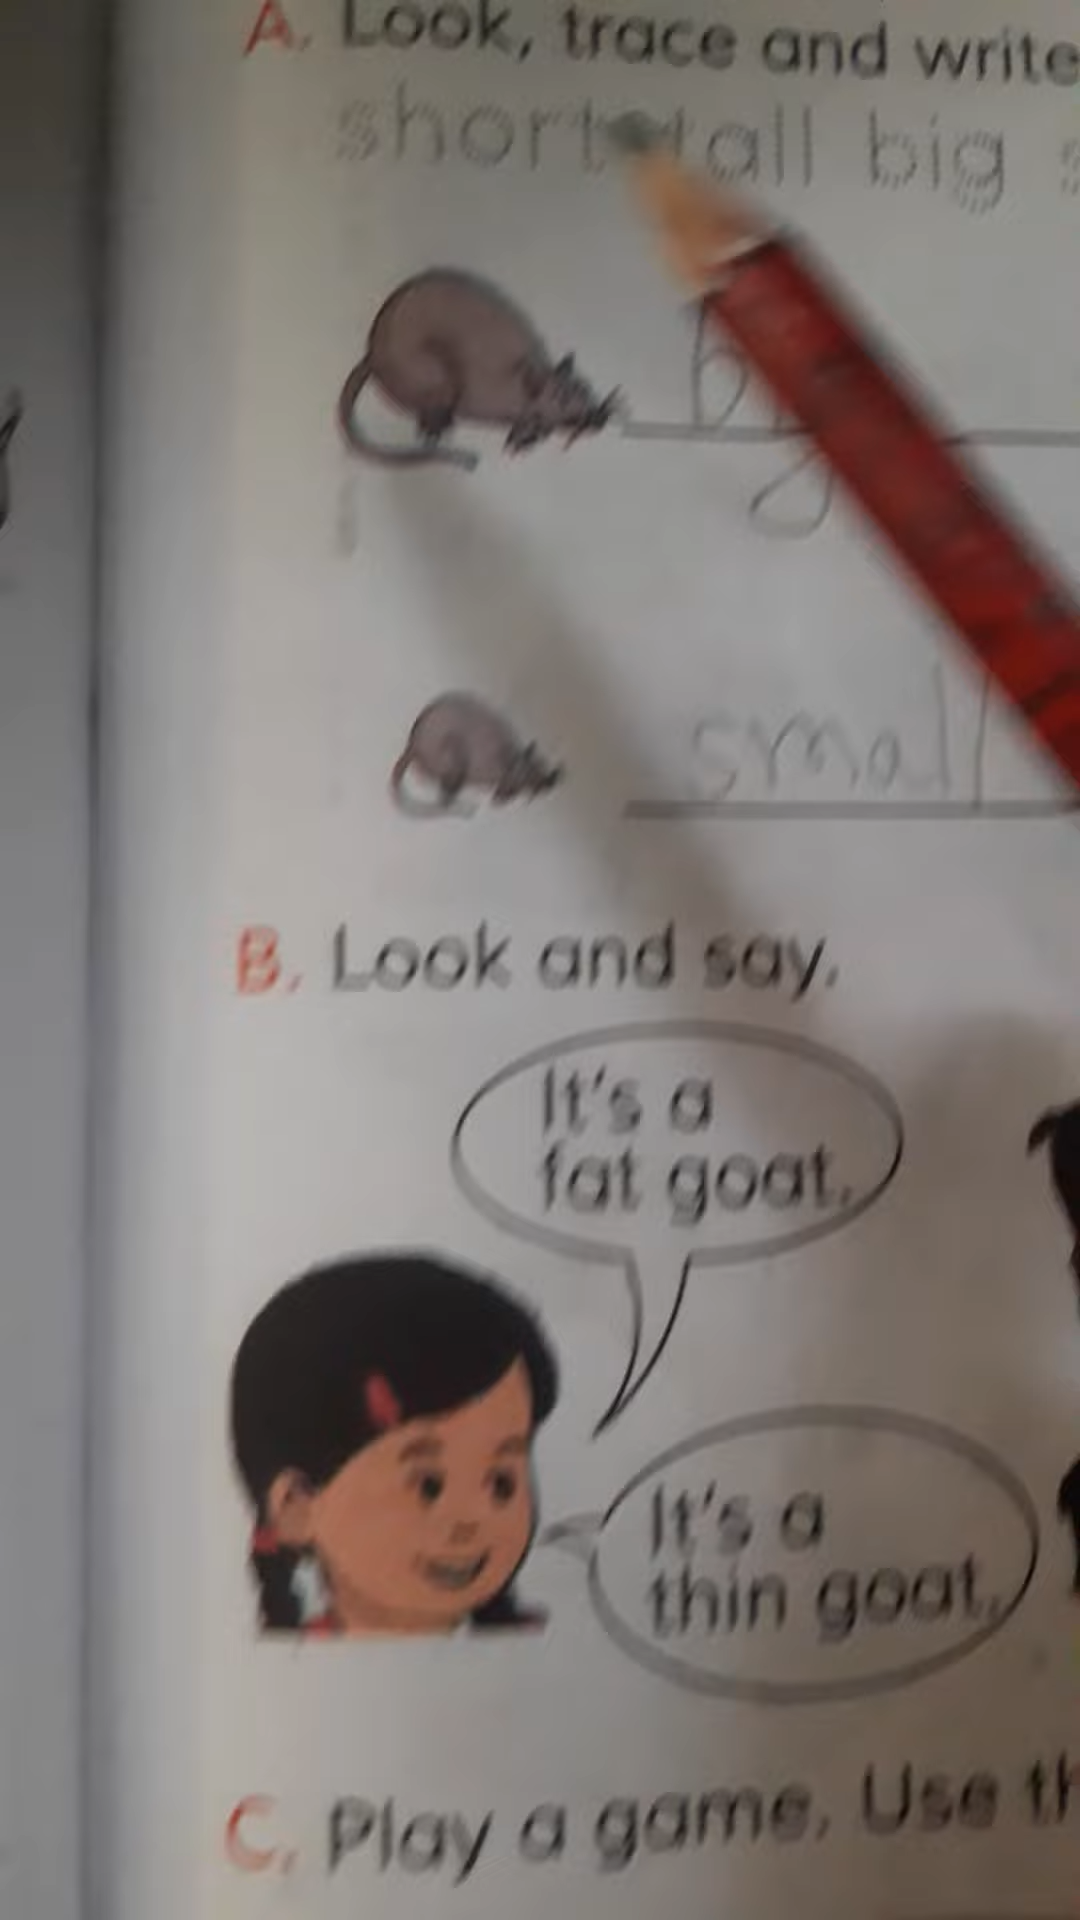 A. Look, trace and write
short tall big
small
B. Look and say.
It's a
fat goat.
It's a
thin goat.
C. Play a game. Use